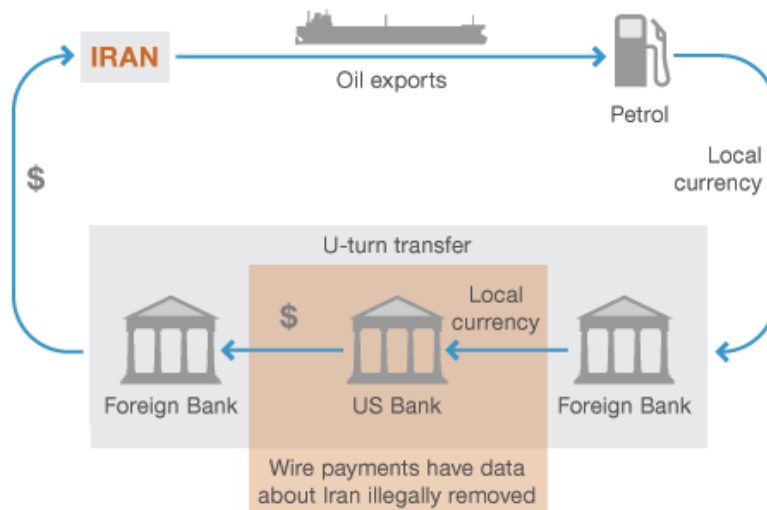 IRAN
Oil exports
Petrol
Local
currency
$
U-turn transfer
$
Local
currency
Foreign Bank
US Bank
Foreign Bank
Wire payments have data
about Iran illegally removed